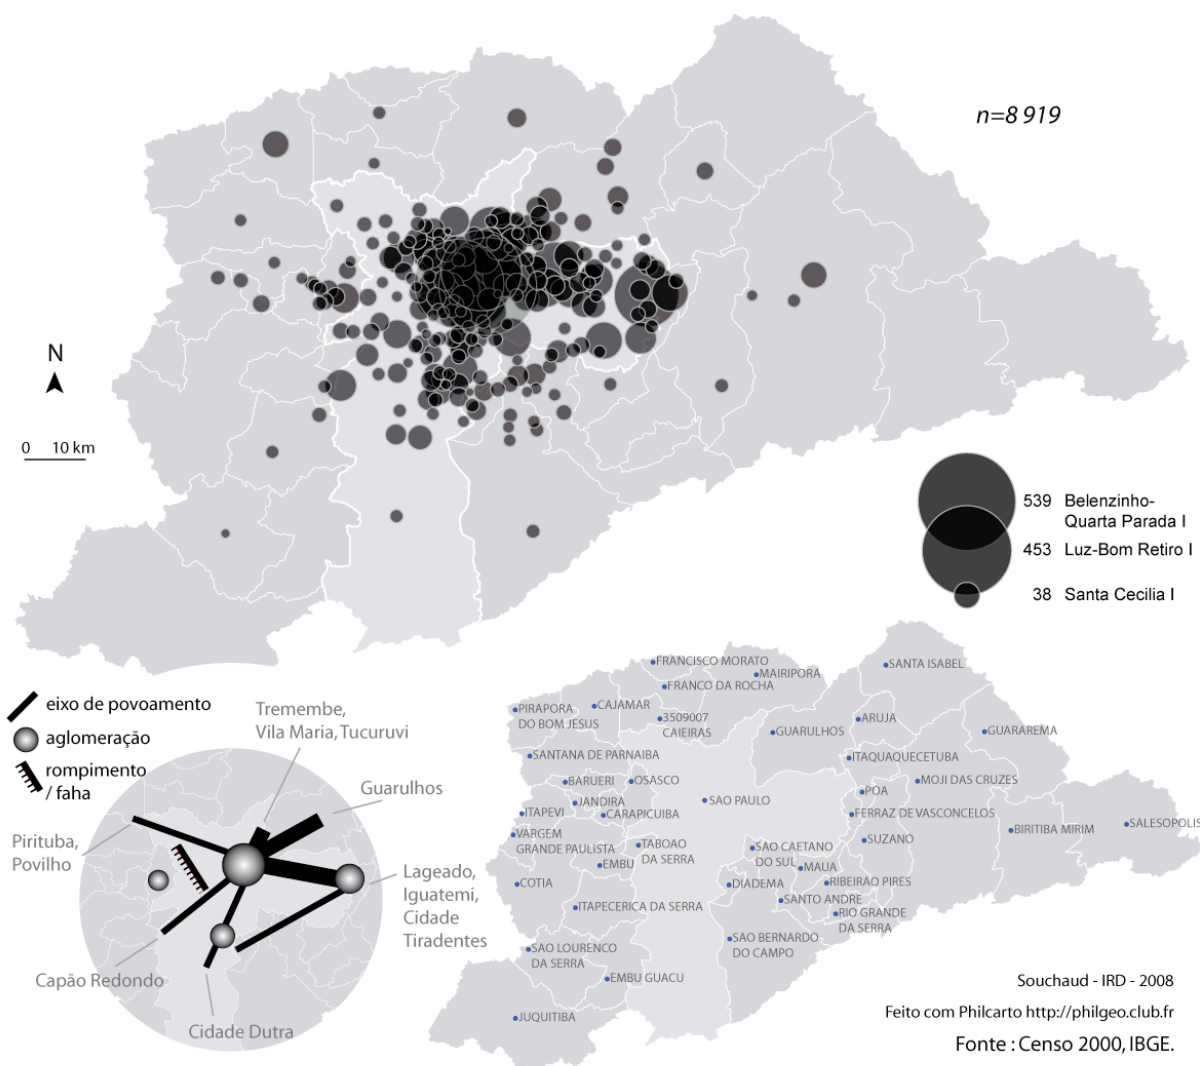 n=8 919
N
0 10 km
539 Belenzinho-
Quarta Parada I
453 Luz-Bom Retiro I
38 Santa Cecilia I
eixo de povoamento
aglomeração
rompimento
/ faha
Tremembe,
Vila Maria, Tucuruvi
Guarulhos
Pirituba,
Povilho
Lageado,
Iguatemi,
Cidade
Tiradentes
Capão Redondo
Cidade Dutra
FRANCISCO MORATO
MAIRIPORA
SANTA ISABEL
FRANCO DA ROCHA
PIRAPORA
DO BOM JESUS
CAJAMAR
3509007
CAIEIRAS
ARUJA
GUARULHOS
GUARAREMA
SANTANA DE PARNAIBA
ITAQUAQUECETUBA
BARUERI
OSASCO
MOJI DAS CRUZES
POA
JANDIRA
SAO PAULO
ITAPEVI
CARAPICUIBA
FERRAZ DE VASCONCELOS
SALESOPOLIS
VARGEM
GRANDE PAULISTA
BIRITIBA MIRIM
TABOAO
DA SERRA
SAO CAETANO
DO SUL
SUZANO
EMBU
MAUA
COTIA
DIADEMA
RIBEIRAO PIRES
SANTO ANDRE
ITAPECERICA DA SERRA
RIO GRANDE
DA SERRA
SAO LOURENCO
DA SERRA
SAO BERNARDO
DO CAMPO
EMBU GUACU
JUQUITIBA
Souchaud - IRD - 2008
Feito com Philcarto http://philgeo.club.fr
Fonte : Censo 2000, IBGE.